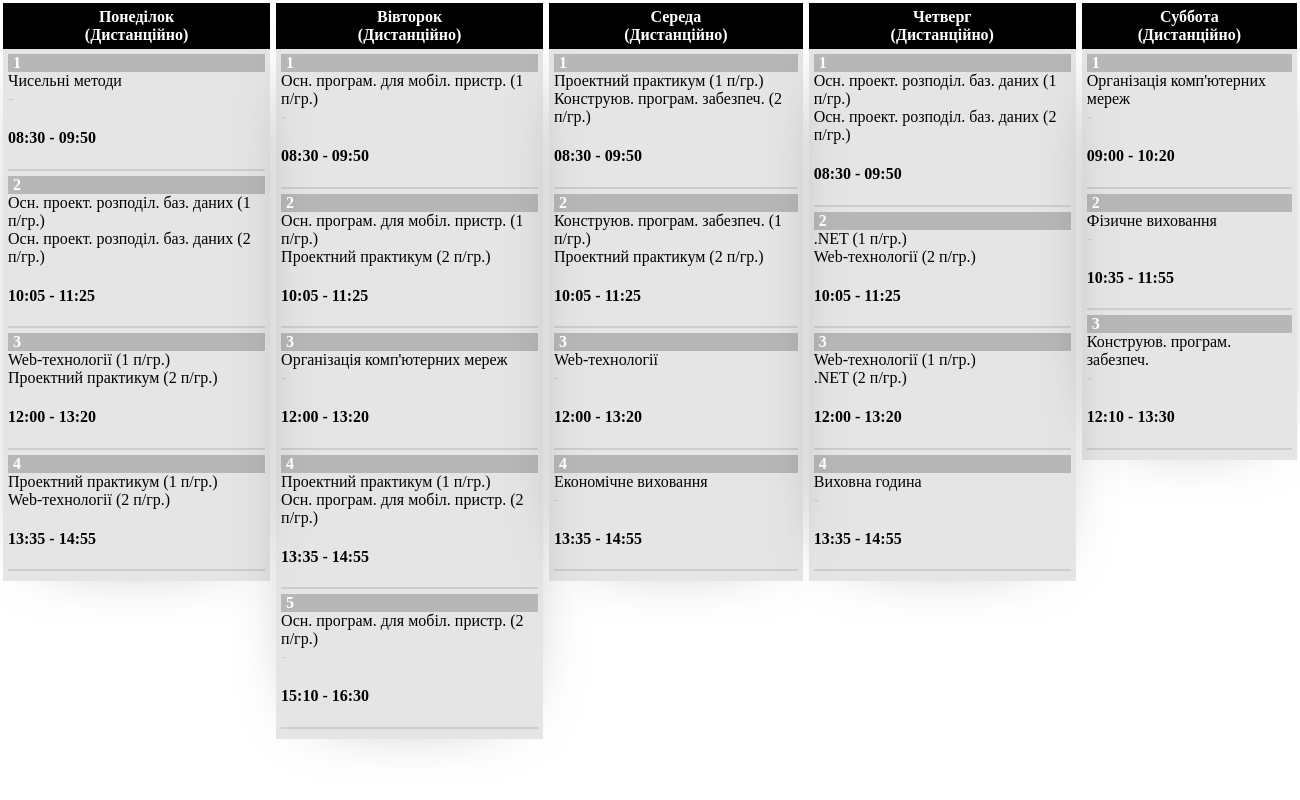 Понеділок
(Дистанційно)
1
Чисельні методи
-
08:30 - 09:50
2
Осн. проект. розподіл. баз. даних (1
п/гр.)
Осн. проект. розподіл. баз. даних (2
п/гр.)
10:05 - 11:25
3
Web-технології (1 п/гр.)
Проектний практикум (2 п/гр.)
12:00 - 13:20
4
Проектний практикум (1 п/гр.)
Web-технології (2 п/гр.)
13:35 - 14:55
Вівторок
(Дистанційно)
1
Осн. програм. для мобіл. пристр. (1
п/гр.)
-
08:30 - 09:50
2
Осн. програм. для мобіл. пристр. (1
п/гр.)
Проектний практикум (2 п/гр.)
10:05 - 11:25
3
Організація комп'ютерних мереж
-
12:00 - 13:20
4
Проектний практикум (1 п/гр.)
Осн. програм. для мобіл. пристр. (2
п/гр.)
13:35 - 14:55
5
Осн. програм. для мобіл. пристр. (2
п/гр.)
-
15:10 - 16:30
Середа
(Дистанційно)
1
Проектний практикум (1 п/гр.)
Конструюв. програм. забезпеч. (2
п/гр.)
08:30 - 09:50
2
Конструюв. програм. забезпеч. (1
п/гр.)
Проектний практикум (2 п/гр.)
10:05 - 11:25
3
Web-технології
-
12:00 - 13:20
4
Економічне виховання
-
13:35 - 14:55
Четверг
(Дистанційно)
1
Осн. проект. розподіл. баз. даних (1
п/гр.)
Осн. проект. розподіл. баз. даних (2
п/гр.)
08:30 - 09:50
2
.NET (1 п/гр.)
Web-технології (2 п/гр.)
10:05 - 11:25
3
Web-технології (1 п/гр.)
.NET (2 п/гр.)
12:00 - 13:20
4
Виховна година
-
13:35 - 14:55
Суббота
(Дистанційно)
1
Організація комп'ютерних
мереж
-
09:00 - 10:20
2
Фізичне виховання
-
10:35 - 11:55
3
Конструюв. програм.
забезпеч.
-
12:10 - 13:30